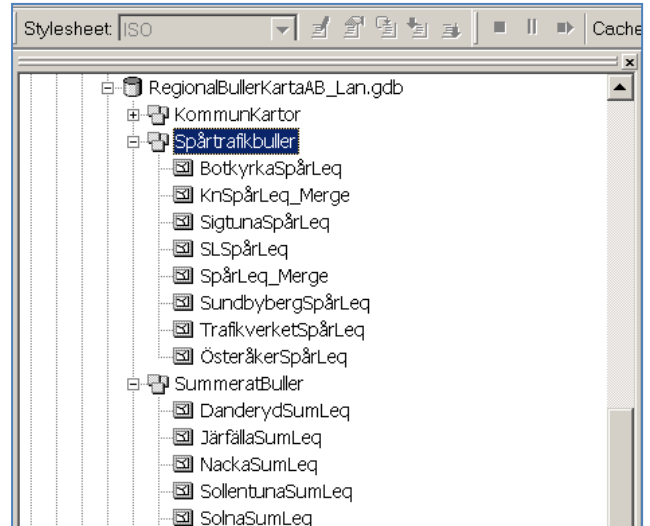 Stylesheet: ISO Cache
RegionalBullerKartaAB_Lan.gdb
KommunKartor
Spårtrafikbuller
BotkyrkaSpårLeq
KnSpårLeq_Merge
SigtunaSpårLeq
SLSpårLeq
SpårLeq_Merge
SundbybergSpårLeq
TrafikverketSpårLeq
ÖsteråkerSpårLeq
SummeratBuller
DanderydSumLeq
JärfällaSumLeq
NackaSumLeq
SollentunaSumLeq
SolnaSumLeq